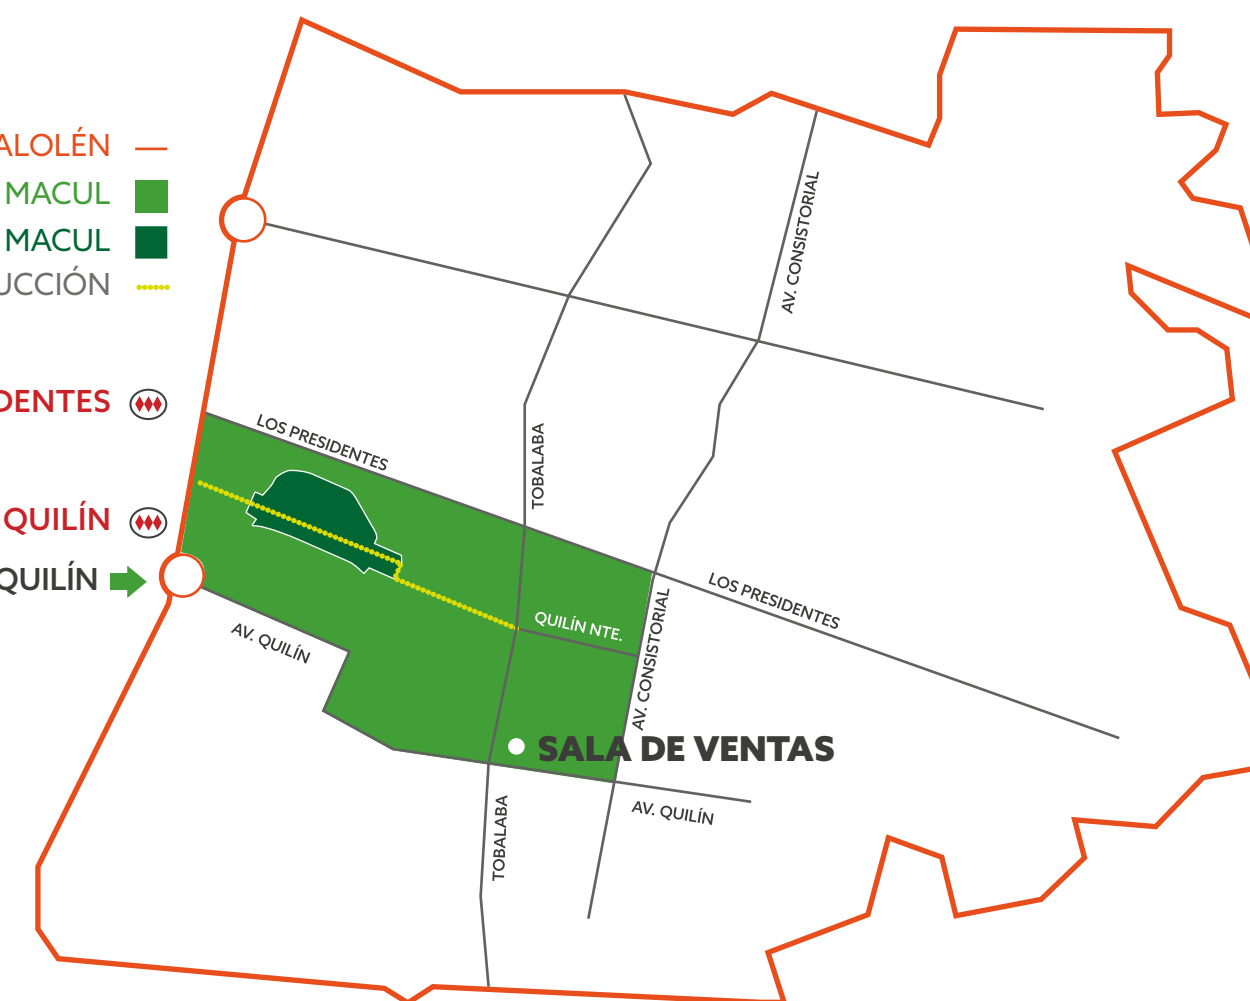 ALOLÉN
MACUL
MACUL
UCCIÓN
DENTES
QUILÍN
QUILÍN
AV. CONSISTORIAL
LOS PRESIDENTES
TOBALABA
QUILÍN NTE.
LOS PRESIDENTES
AV. CONSISTORIAL
AV. QUILÍN
SALA DE VENTAS
TOBALABA
AV. QUILÍN